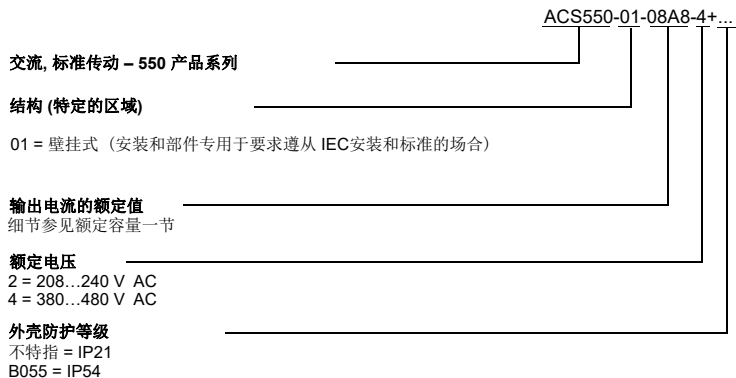 ACS550-01-08A8-4+...
交流, 标准传动 – 550 产品系列
结构 (特定的区域)
01 = 壁挂式（安装和部件专用于要求遵从 IEC安装和标准的场合）
输出电流的额定值
细节参见额定容量一节
额定电压
2 = 208…240 V AC
4 = 380…480 V AC
外壳防护等级
不特指 = IP21
B055 = IP54